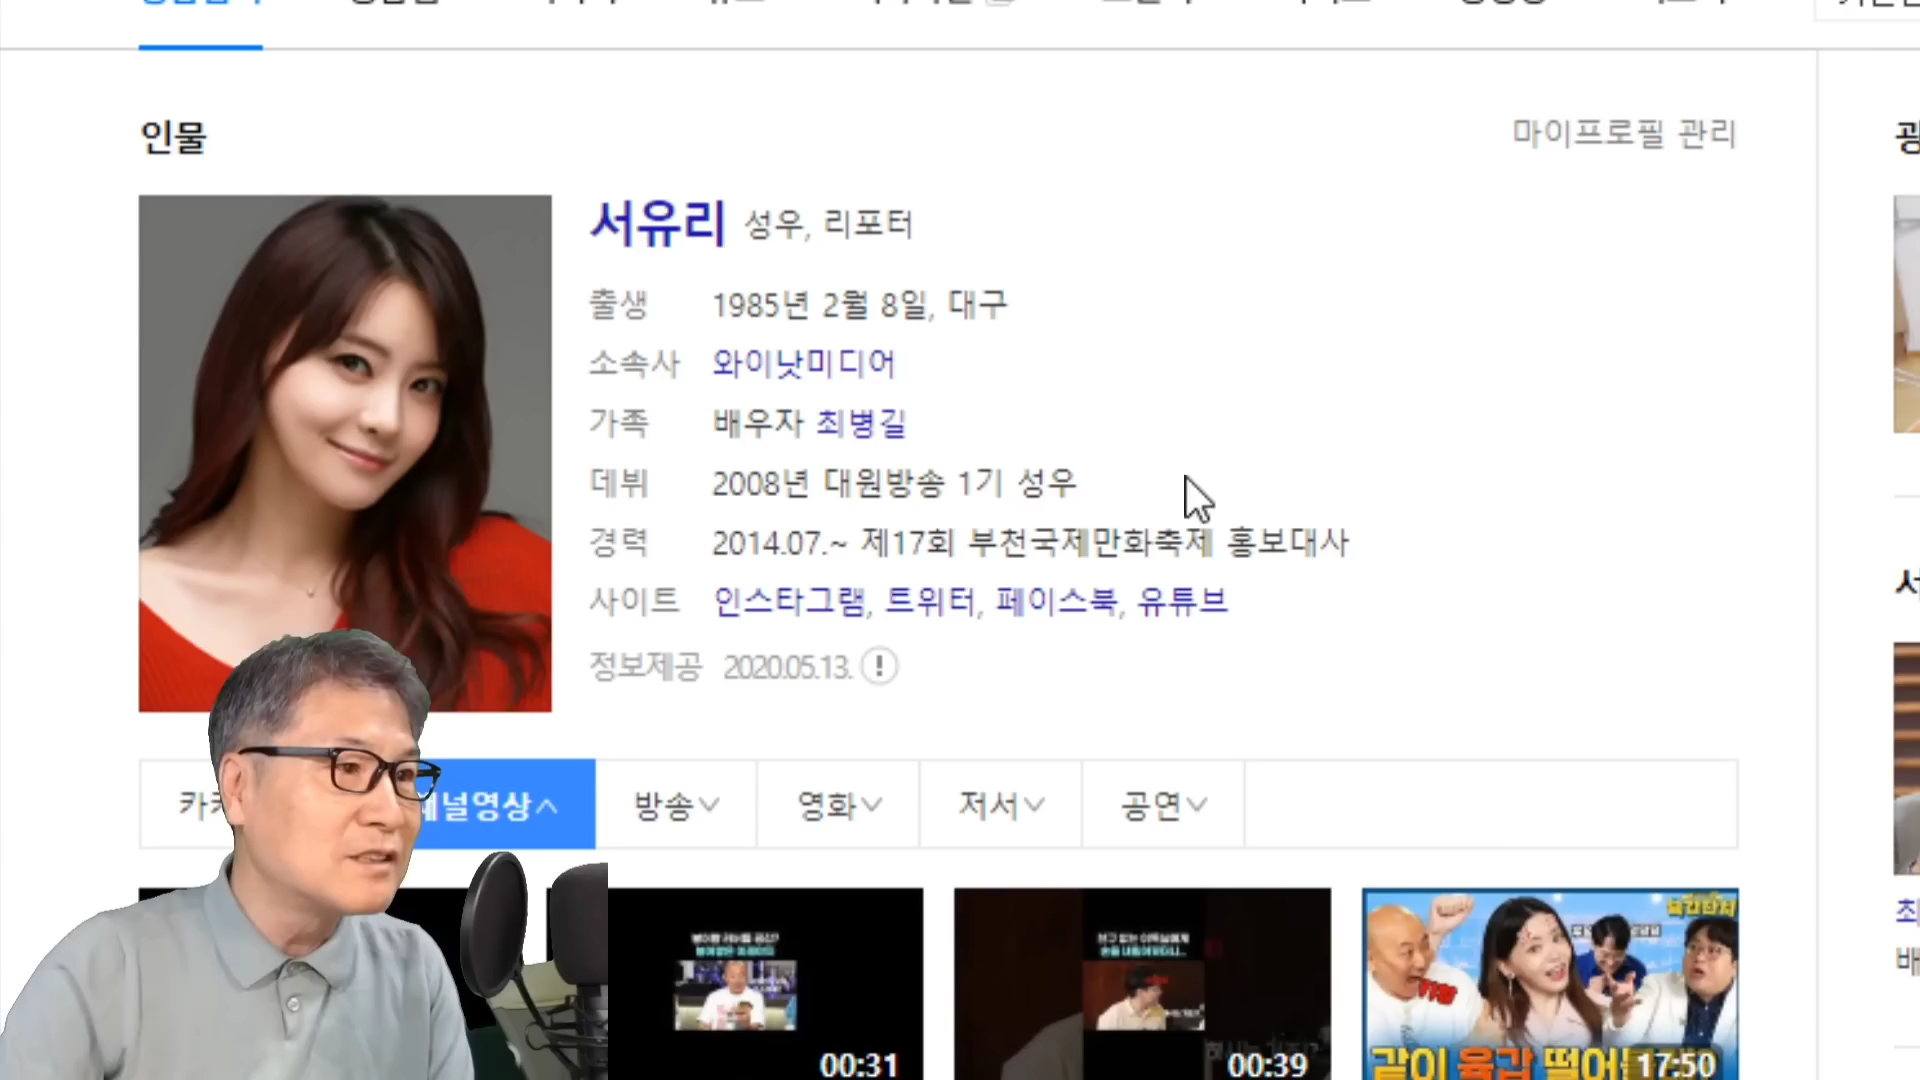 인물
마이프로필 관리
서유리 성우, 리포터
출생 1985년 2월 8일, 대구
소속사 와이낫미디어
가족 배우자 최병길
데뷔 2008년 대원방송 1기 성우
경력 2014.07.~ 제17회 부천국제만화축제 홍보대사
사이트 인스타그램, 트위터, 페이스북, 유튜브
정보제공 2020.05.13.
널영상 방송 영화 저서 공연
00:31
00:39
같이 육갑 떨어
17:50